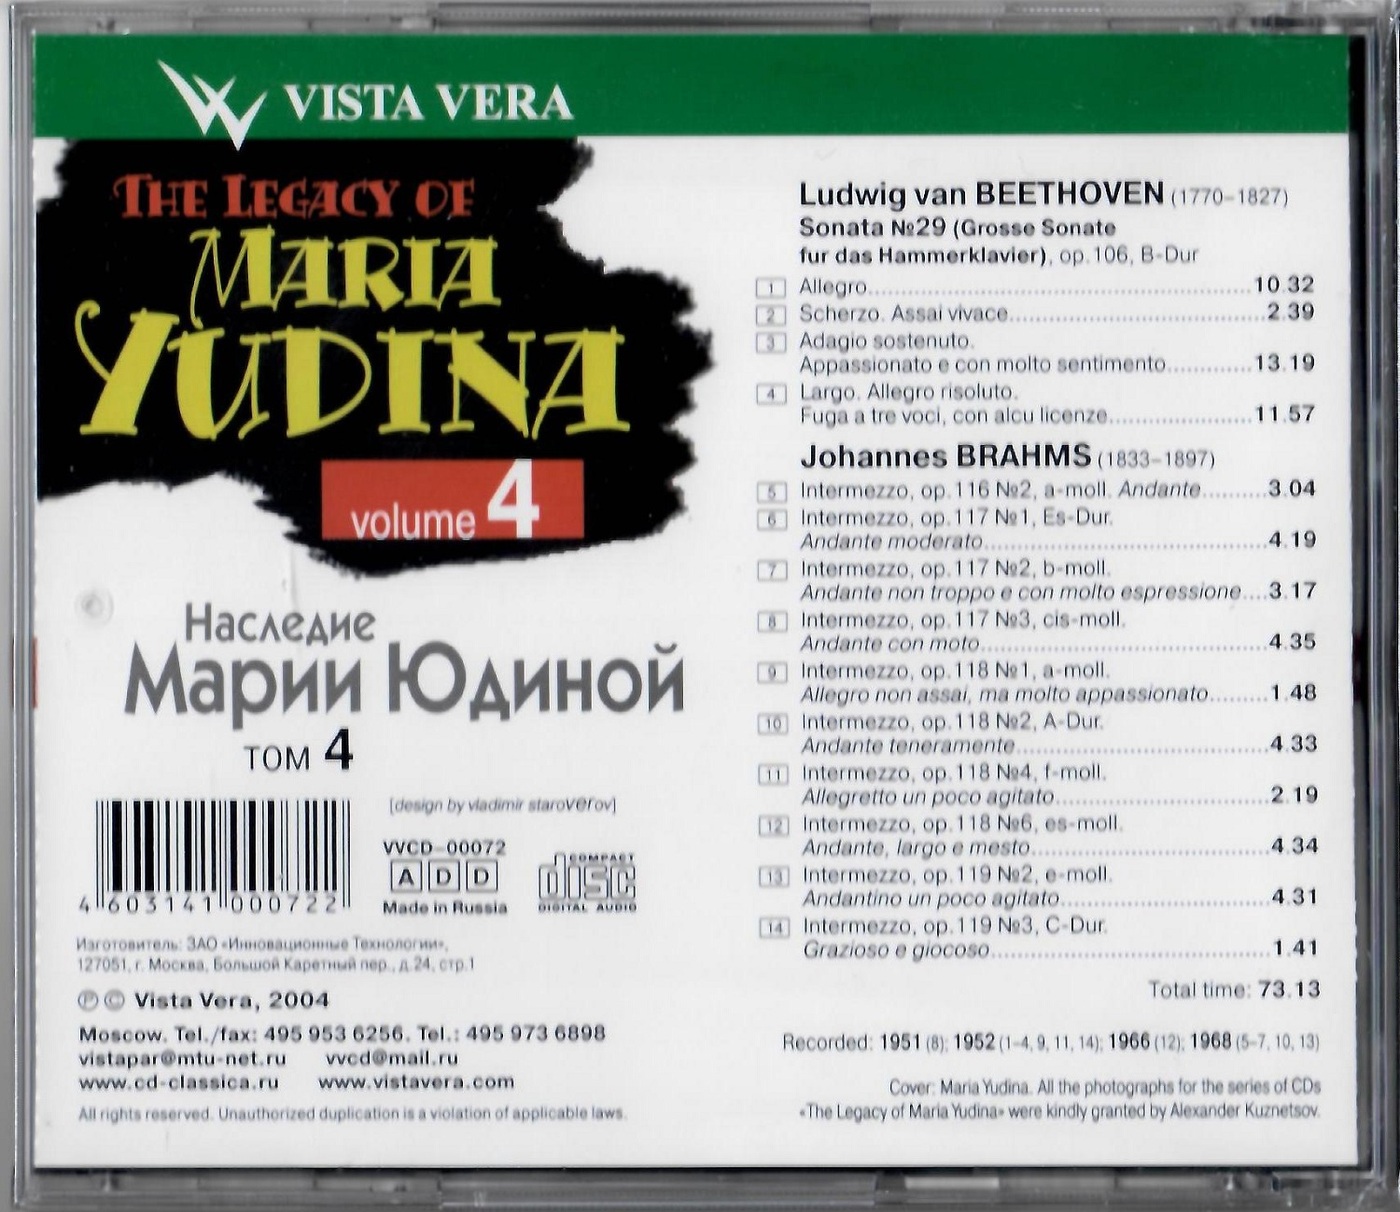 VISTA VERA
THE LEGACY OF
MARIA
YUDINA
volume 4
Наследие
Марии Юдиной
ТОМ 4
[design by vladimir staroverov]
VVCD-00072
A D D
Made in Russia
COMPACT
disc
DIGITAL AUDIO
4 603141 000722
Изготовитель: ЗАО «Инновационные Технологии»,
127051, г. Москва, Большой Каретный пер., д.24, стр.1
℗ © Vista Vera, 2004
Moscow. Tel./fax: 495 953 6256. Tel.: 495 973 6898
vistapar@mtu-net.ru vvcd@mail.ru
www.cd-classica.ru www.vistavera.com
All rights reserved. Unauthorized duplication is a violation of applicable laws.
Ludwig van BEETHOVEN (1770–1827)
Sonata №29 (Grosse Sonate
fur das Hammerklavier), op.106, B-Dur
1 Allegro 10.32
2 Scherzo. Assai vivace 2.39
3 Adagio sostenuto.
Appassionato e con molto sentimento 13.19
4 Largo. Allegro risoluto.
Fuga a tre voci, con alcu licenze 11.57
Johannes BRAHMS (1833–1897)
5 Intermezzo, op.116 №2, a-moll. Andante 3.04
6 Intermezzo, op.117 №1, Es-Dur.
Andante moderato 4.19
7 Intermezzo, op.117 №2, b-moll.
Andante non troppo e con molto espressione 3.17
8 Intermezzo, op.117 №3, cis-moll.
Andante con moto 4.35
9 Intermezzo, op.118 №1, a-moll.
Allegro non assai, ma molto appassionato 1.48
10 Intermezzo, op.118 №2, A-Dur.
Andante teneramente 4.33
11 Intermezzo, op.118 №4, f-moll.
Allegretto un poco agitato 2.19
12 Intermezzo, op.118 №6, es-moll.
Andante, largo e mesto 4.34
13 Intermezzo, op.119 №2, e-moll.
Andantino un poco agitato 4.31
14 Intermezzo, op.119 №3, C-Dur.
Grazioso e giocoso 1.41
Total time: 73.13
Recorded: 1951 (8); 1952 (1-4, 9, 11, 14); 1966 (12); 1968 (5-7, 10, 13)
Cover: Maria Yudina. All the photographs for the series of CDs
«The Legacy of Maria Yudina» were kindly granted by Alexander Kuznetsov.